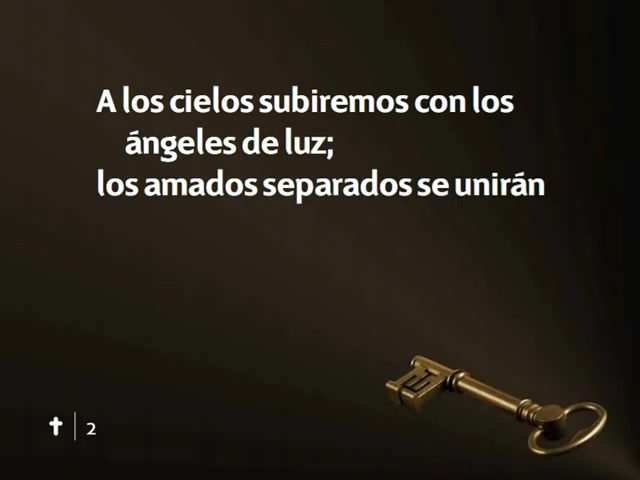 A los cielos subiremos con los
ángeles de luz;
los amados separados se unirán
2